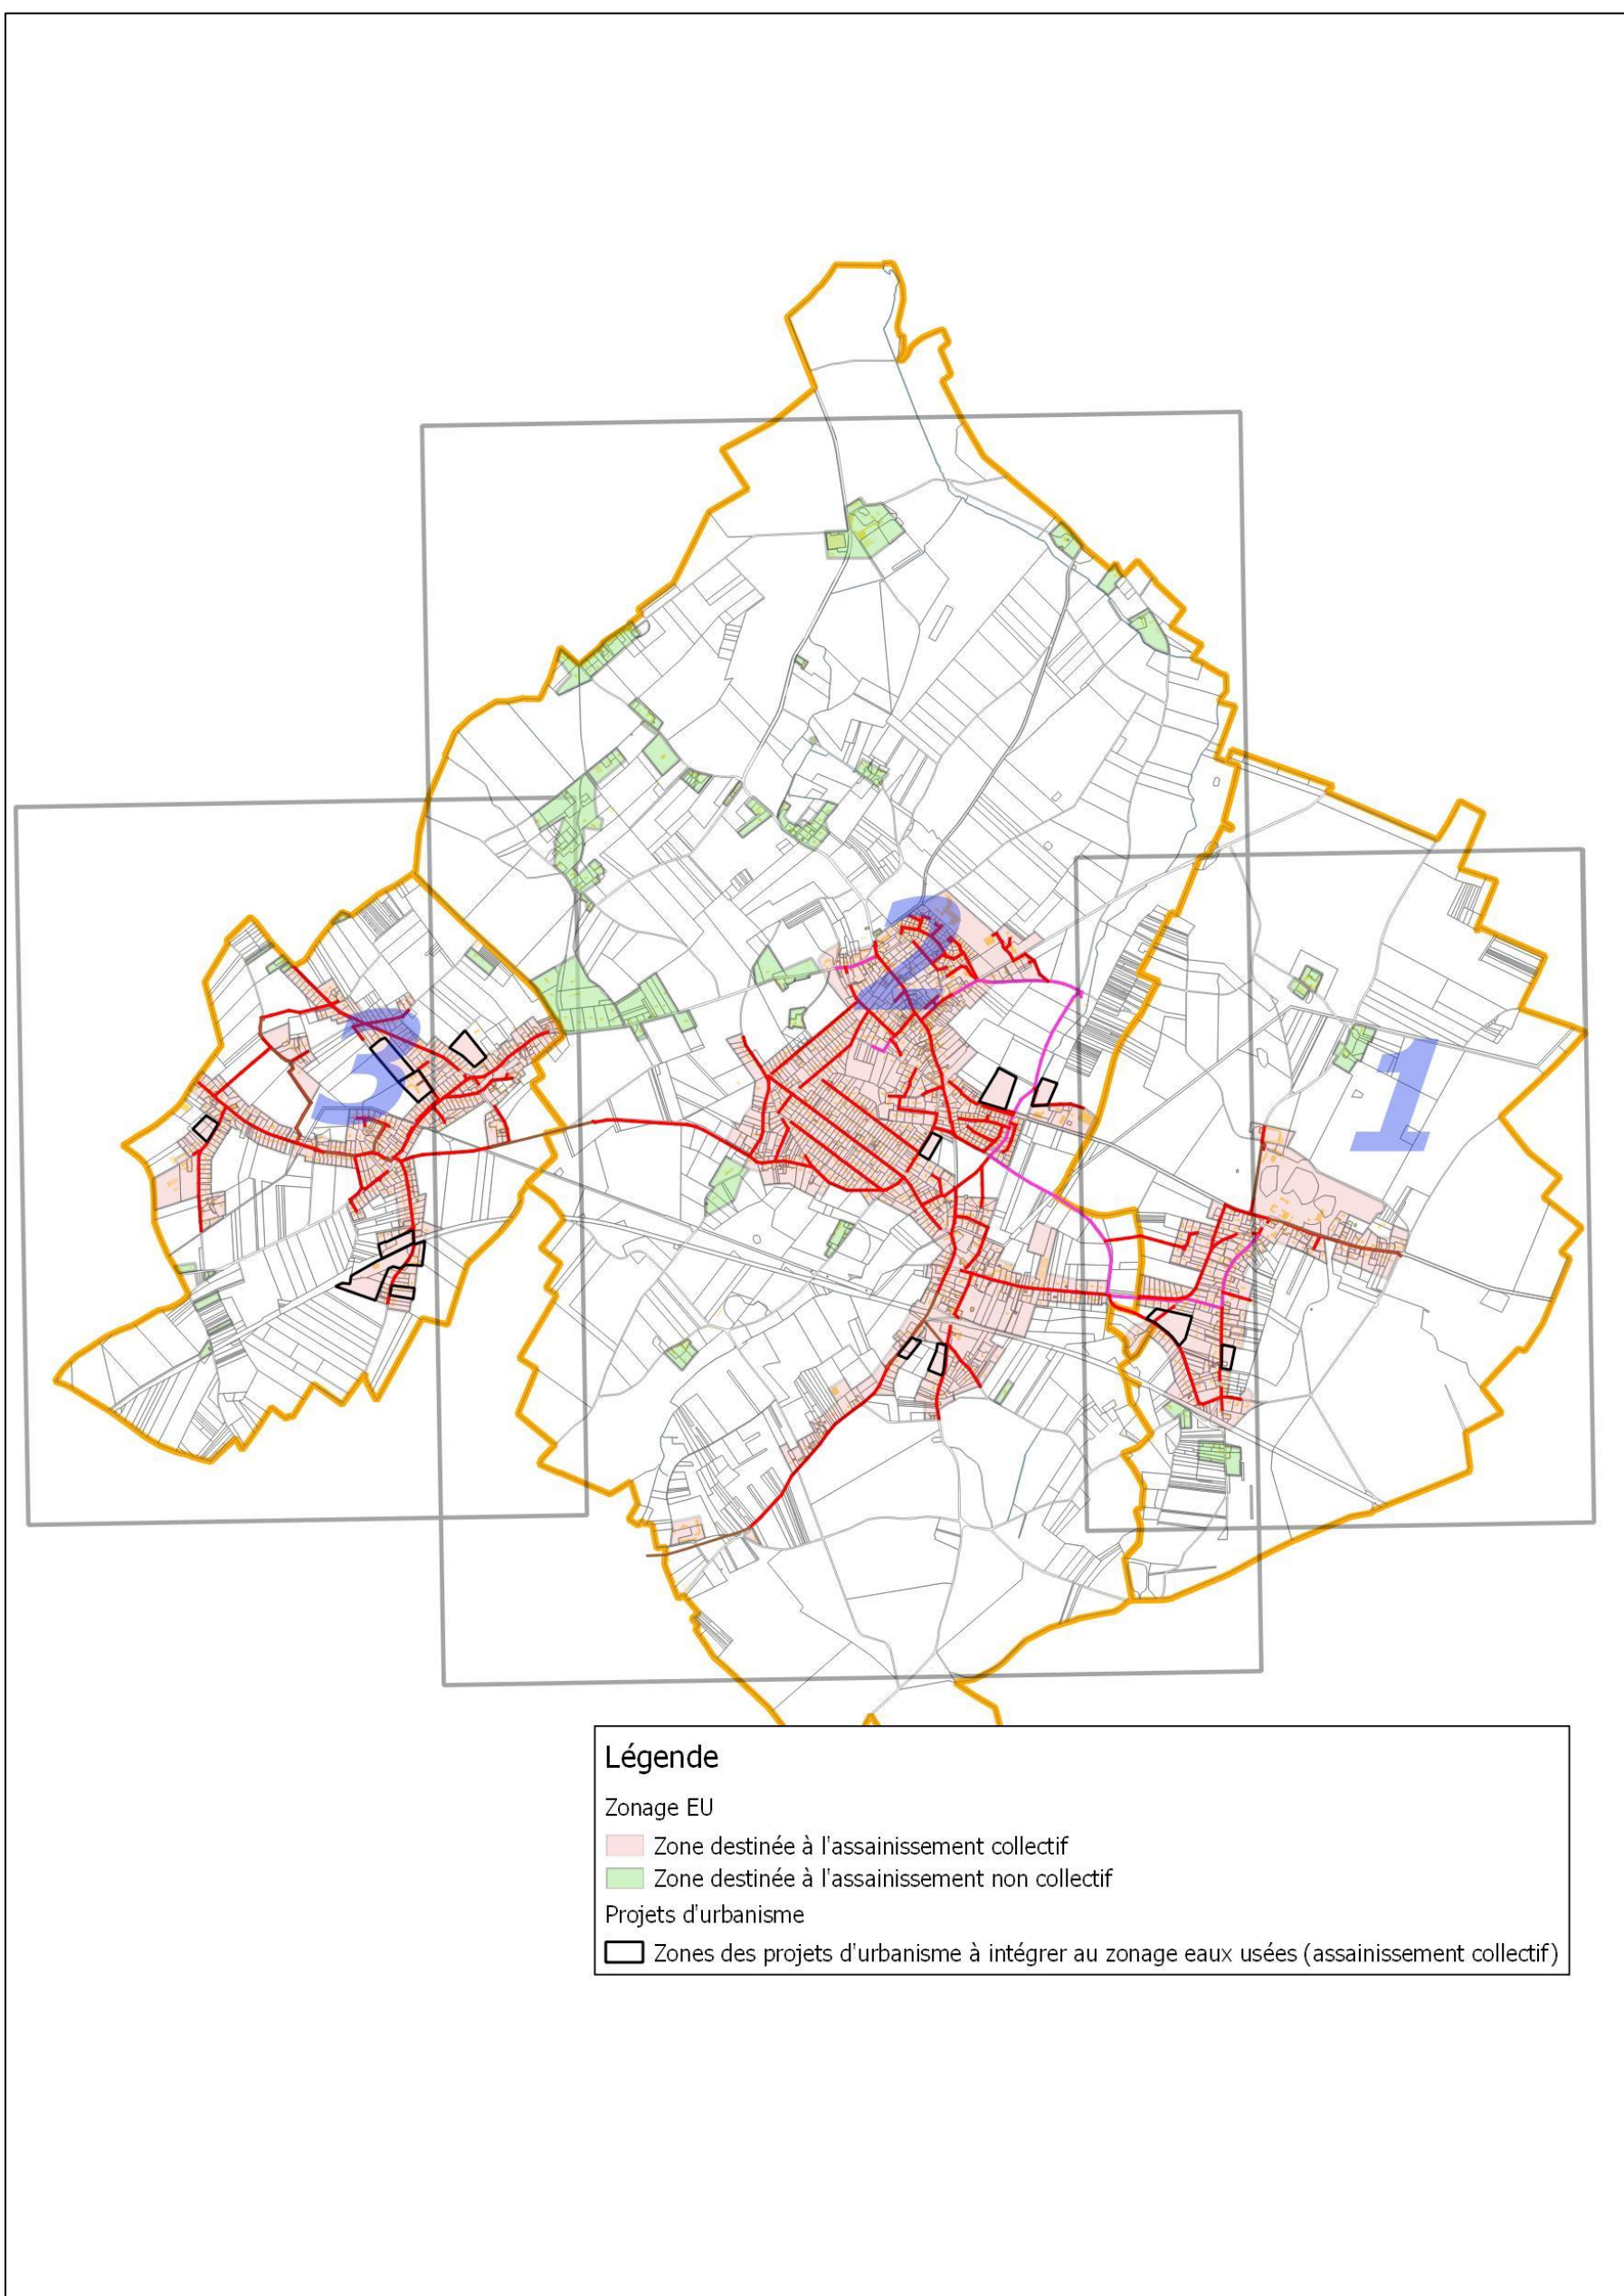 2
3
1
Légende
Zonage EU
Zone destinée à l'assainissement collectif
Zone destinée à l'assainissement non collectif
Projets d'urbanisme
Zones des projets d'urbanisme à intégrer au zonage eaux usées (assainissement collectif)